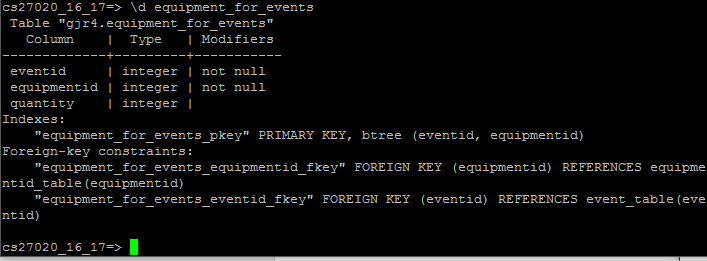 cs27020_16_17=> \d equipment_for_events
 Table "gjr4.equipment_for_events"
   Column    |  Type   | Modifiers
-------------+---------+-----------
 eventid     | integer | not null
 equipmentid | integer | not null
 quantity    | integer |
Indexes:
    "equipment_for_events_pkey" PRIMARY KEY, btree (eventid, equipmentid)
Foreign-key constraints:
    "equipment_for_events_equipmentid_fkey" FOREIGN KEY (equipmentid) REFERENCES equipme
ntid_table(equipmentid)
    "equipment_for_events_eventid_fkey" FOREIGN KEY (eventid) REFERENCES event_table(eve
ntid)

cs27020_16_17=>